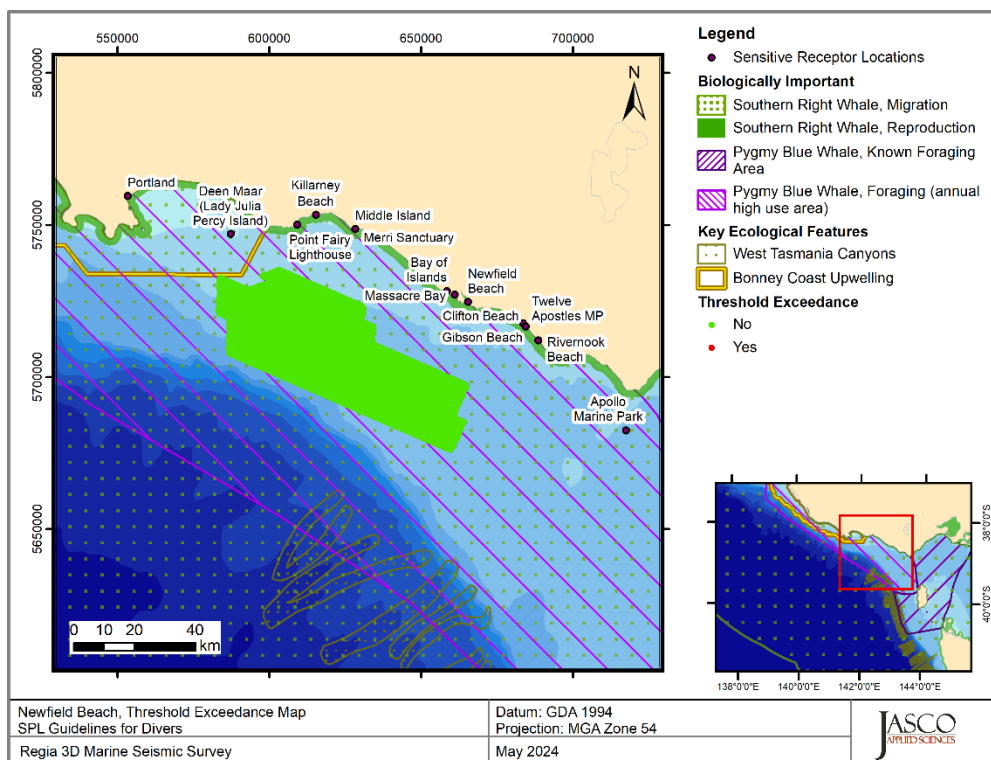 550000
600000
650000
700000
5800000
5750000
5700000
5650000
N
Portland
Deen Maar
(Lady Julia
Percy Island)
Killarney
Beach
Point Fairy
Lighthouse
Middle Island
Merri Sanctuary
Bay of
Islands
Massacre Bay
Newfield
Beach
Clifton Beach
Twelve
Apostles MP
Gibson Beach
Rivernook
Beach
Apollo
Marine Park
0 10 20 40
km
Legend
Sensitive Receptor Locations
Biologically Important
Southern Right Whale, Migration
Southern Right Whale, Reproduction
Pygmy Blue Whale, Known Foraging
Area
Pygmy Blue Whale, Foraging (annual
high use area)
Key Ecological Features
West Tasmania Canyons
Bonney Coast Upwelling
Threshold Exceedance
No
Yes
38°0'0"S
40°0'0"S
138°0'0"E
140°0'0"E
142°0'0"E
144°0'0"E
Newfield Beach, Threshold Exceedance Map
SPL Guidelines for Divers
Regia 3D Marine Seismic Survey
Datum: GDA 1994
Projection: MGA Zone 54
May 2024
JASCO
APPLIED SCIENCES